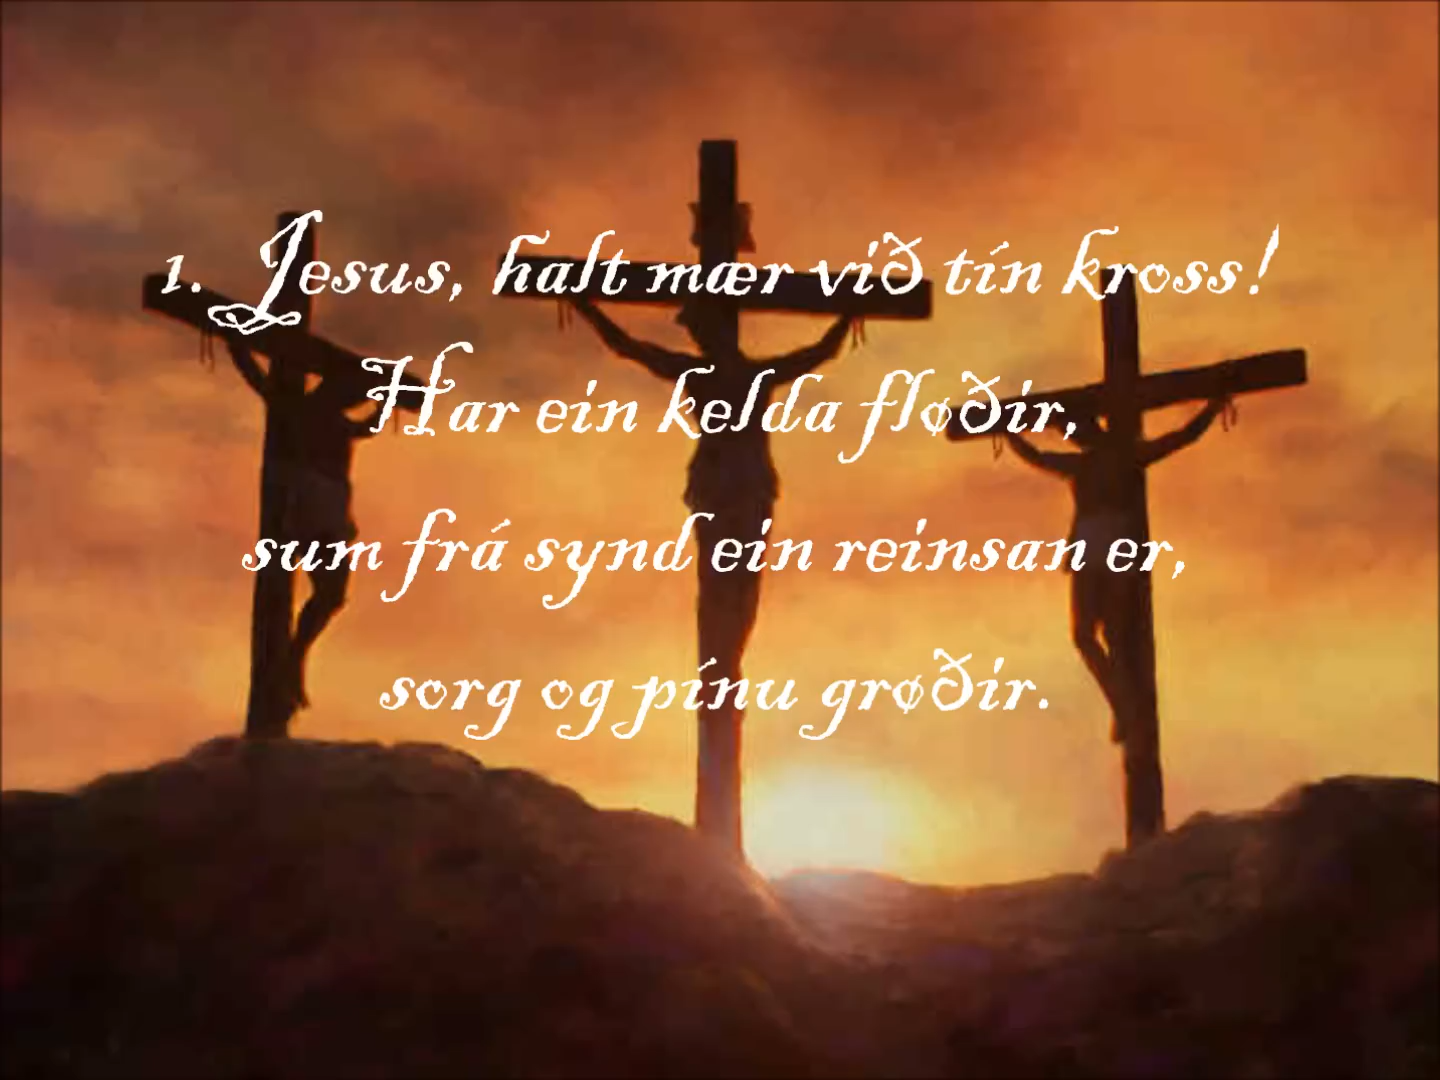 1. Jesus, halt mær við tín kross!
Har ein kelda fløðir,
sum frá synd ein reinsan er,
sorg og pínu grøðir.